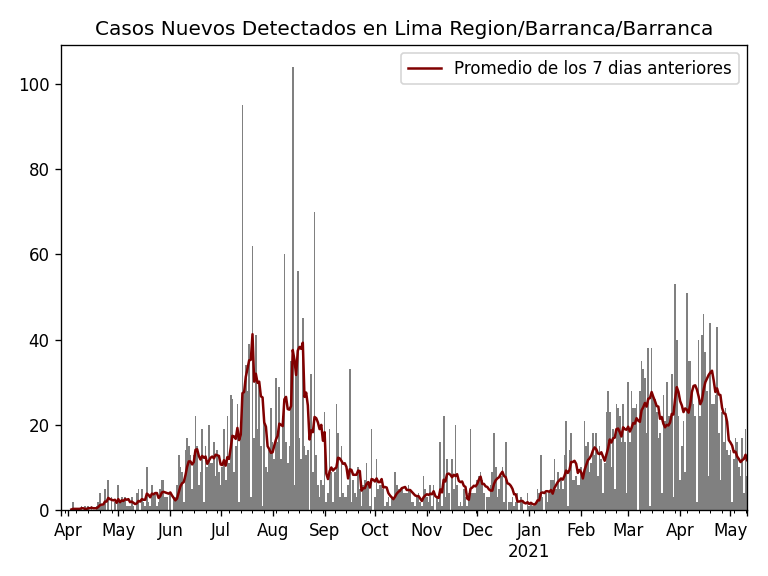 Casos Nuevos Detectados en Lima Region/Barranca/Barranca
Promedio de los 7 dias anteriores
100
80
60
40
20
0
Apr May Jun Jul Aug Sep Oct Nov Dec Jan Feb Mar Apr May
2021